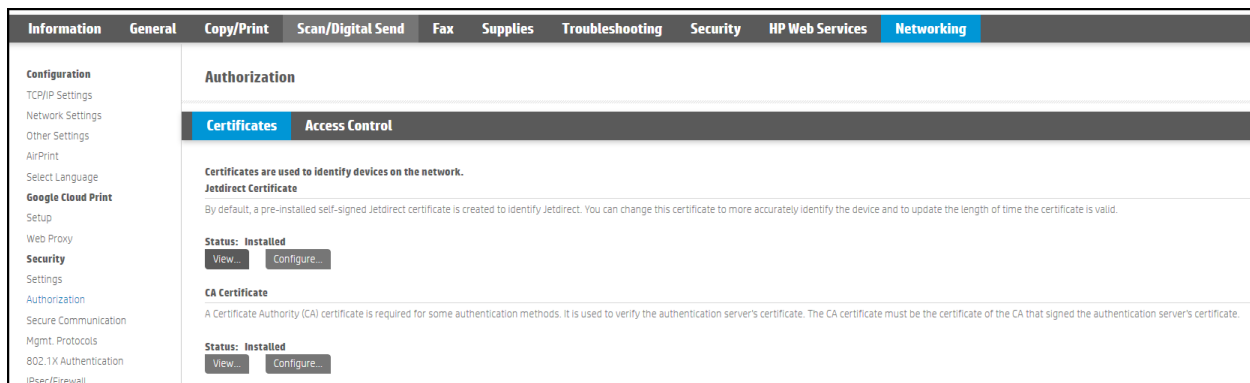 Information General Copy/Print Scan/Digital Send Fax Supplies Troubleshooting Security HP Web Services Networking
Configuration
TCP/IP Settings
Network Settings
Other Settings
AirPrint
Select Language
Google Cloud Print
Setup
Web Proxy
Security
Settings
Authorization
Secure Communication
Mgmt. Protocols
802.1X Authentication
IPsec/Firewall
Authorization
Certificates Access Control
Certificates are used to identify devices on the network.
Jetdirect Certificate
By default, a pre-installed self-signed Jetdirect certificate is created to identify Jetdirect. You can change this certificate to more accurately identify the device and to update the length of time the certificate is valid.
Status: Installed
View... Configure...
CA Certificate
A Certificate Authority (CA) certificate is required for some authentication methods. It is used to verify the authentication server's certificate. The CA certificate must be the certificate of the CA that signed the authentication server's certificate.
Status: Installed
View... Configure...